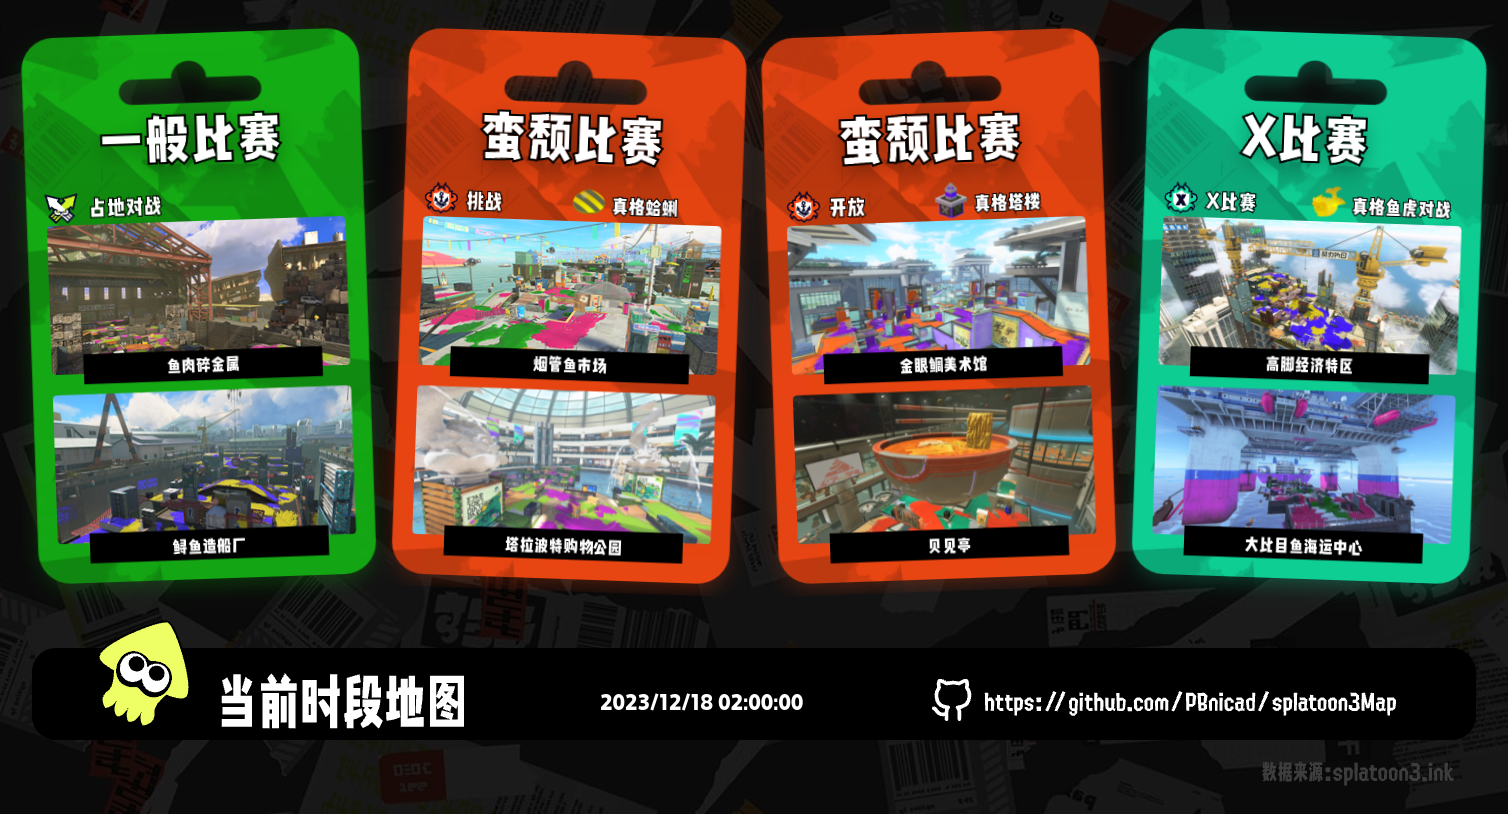 一般比赛
占地对战
鱼肉碎金属
鲟鱼造船厂
蛮颓比赛
挑战
真格蛤蜊
烟管鱼市场
塔拉波特购物公园
蛮颓比赛
开放
真格塔楼
金眼鲷美术馆
贝见亭
X比赛
X比赛
真格鱼虎对战
高脚经济特区
大比目鱼海运中心
当前时段地图
2023/12/18 02:00:00
https://github.com/PBnicad/splatoon3Map
数据来源:splatoon3.ink